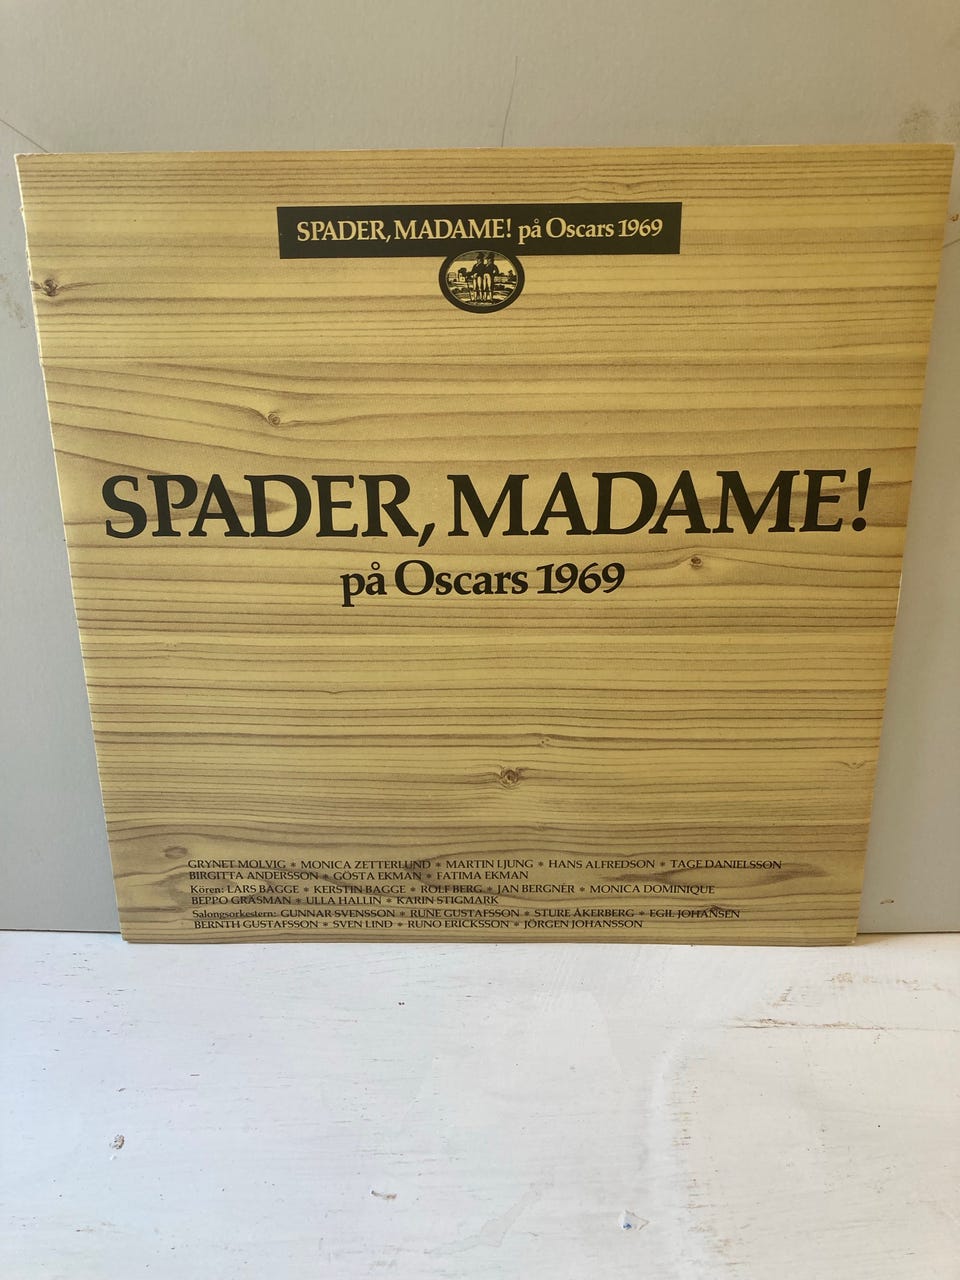 SPADER, MADAME! på Oscars 1969
SPADER, MADAME!
på Oscars 1969
GRYNET MOLVIG * MONICA ZETTERLUND * MARTIN LJUNG * HANS ALFREDSON * TAGE DANIELSSON
BIRGITTA ANDERSSON * GÖSTA EKMAN * FATIMA EKMAN
Kören: LARS BAGGE * KERSTIN BAGGE * ROLF BERG * JAN BERGNÉR * MONICA DOMINIQUE
BEPPO GRÄSMAN * ULLA HALLIN * KARIN STIGMARK
Salongsorkestern: GUNNAR SVENSSON * RUNE GUSTAFSSON * STURE ÅKERBERG * EGIL JOHANSEN
BERNTH GUSTAFSSON * SVEN LIND * RUNO ERICKSSON * JÖRGEN JOHANSSON